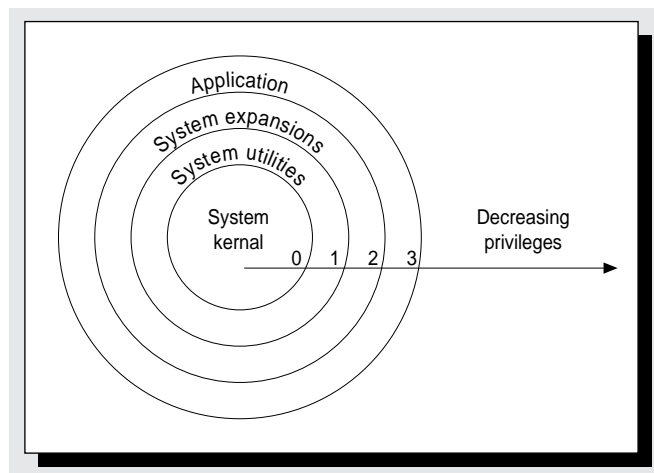 Application
System expansions
System utilities
System
kernal
Decreasing
privileges
0 1 2 3